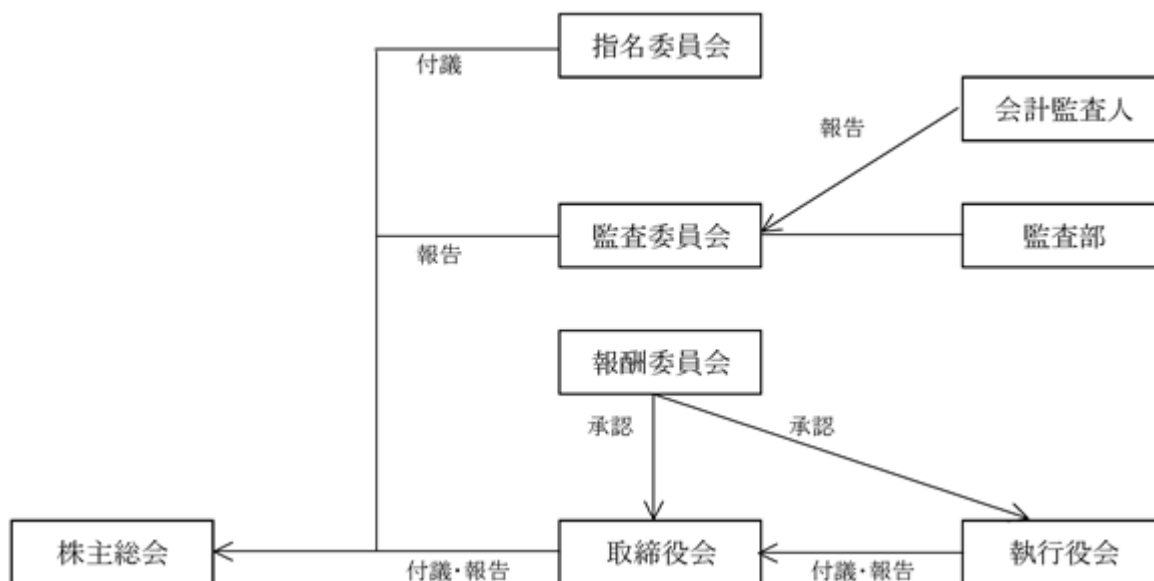 指名委員会
付議
会計監査人
報告
監査委員会
監査部
報告
報酬委員会
承認
承認
株主総会
取締役会
執行役会
付議・報告
付議・報告